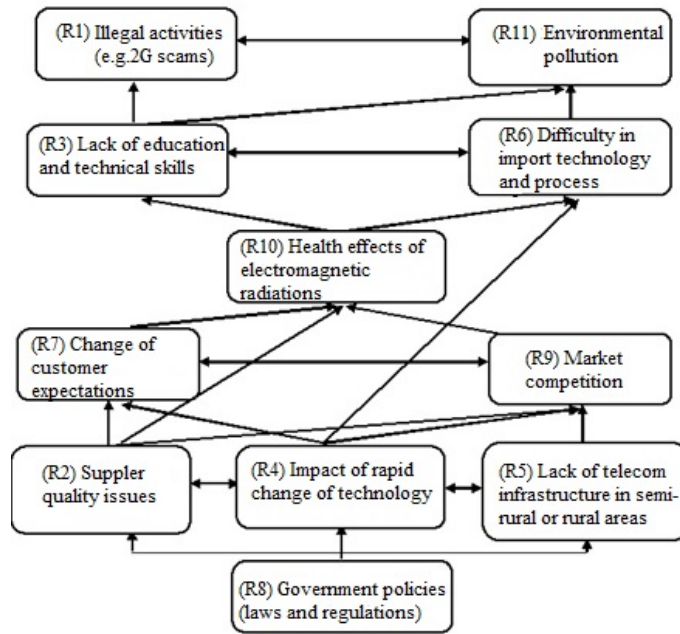 (R1) Illegal activities
(e.g.2G scams)
(R11) Environmental
pollution
(R3) Lack of education
and technical skills
(R6) Difficulty in
import technology
and process
(R10) Health effects of
electromagnetic
radiations
(R7) Change of
customer
expectations
(R9) Market
competition
(R2) Suppler
quality issues
(R4) Impact of rapid
change of technology
(R5) Lack of telecom
infrastructure in semi-
rural or rural areas
(R8) Government policies
(laws and regulations)